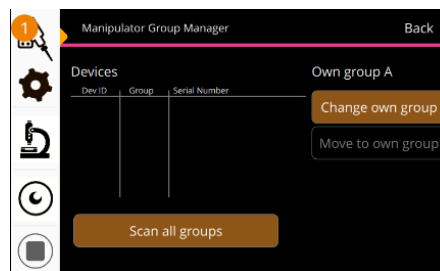 1
Manipulator Group Manager
Back
Devices
Own group A
Dev ID Group Serial Number
Change own group
Move to own group
Scan all groups